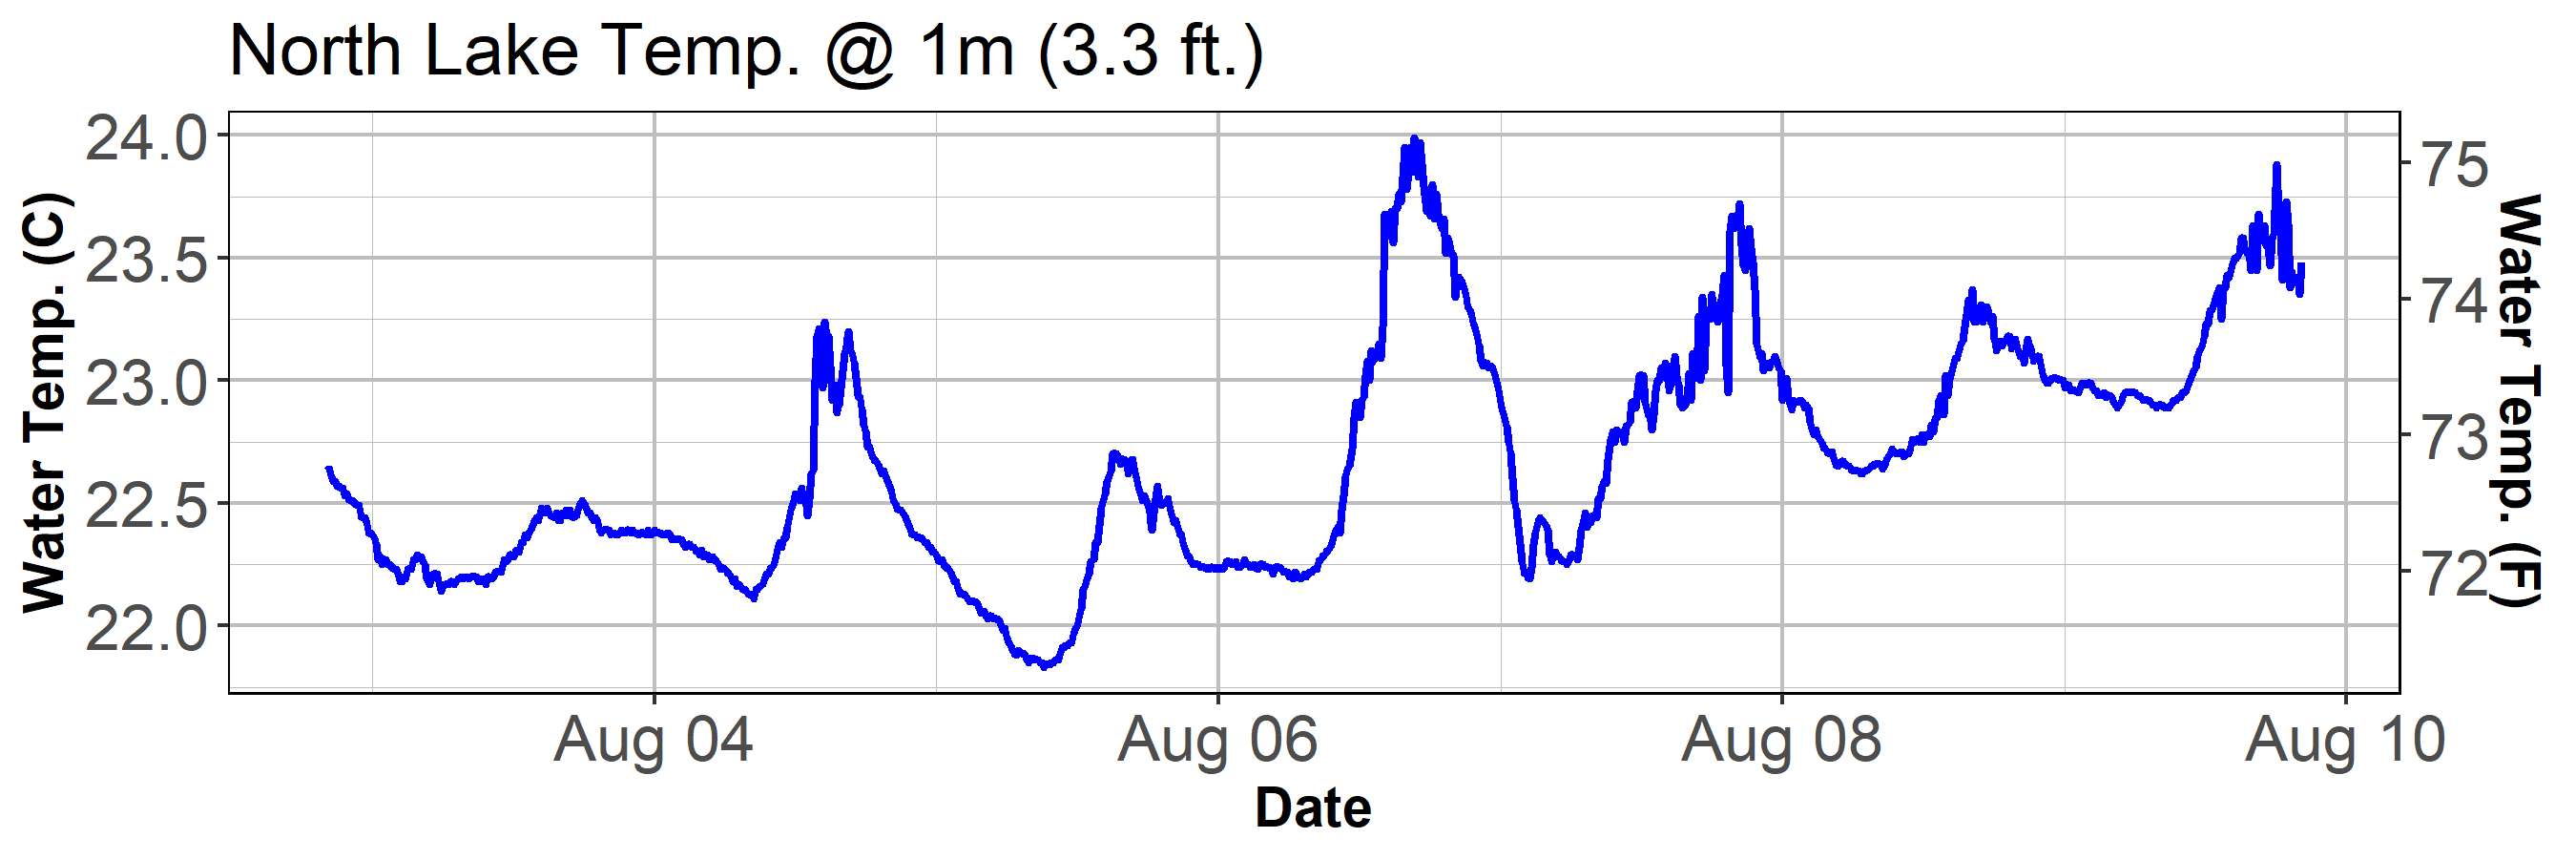 North Lake Temp. @ 1m (3.3 ft.)
Water Temp. (C)
24.0
23.5
23.0
22.5
22.0
75
74
73
72
Water Temp. (F)
Aug 04
Aug 06
Aug 08
Aug 10
Date